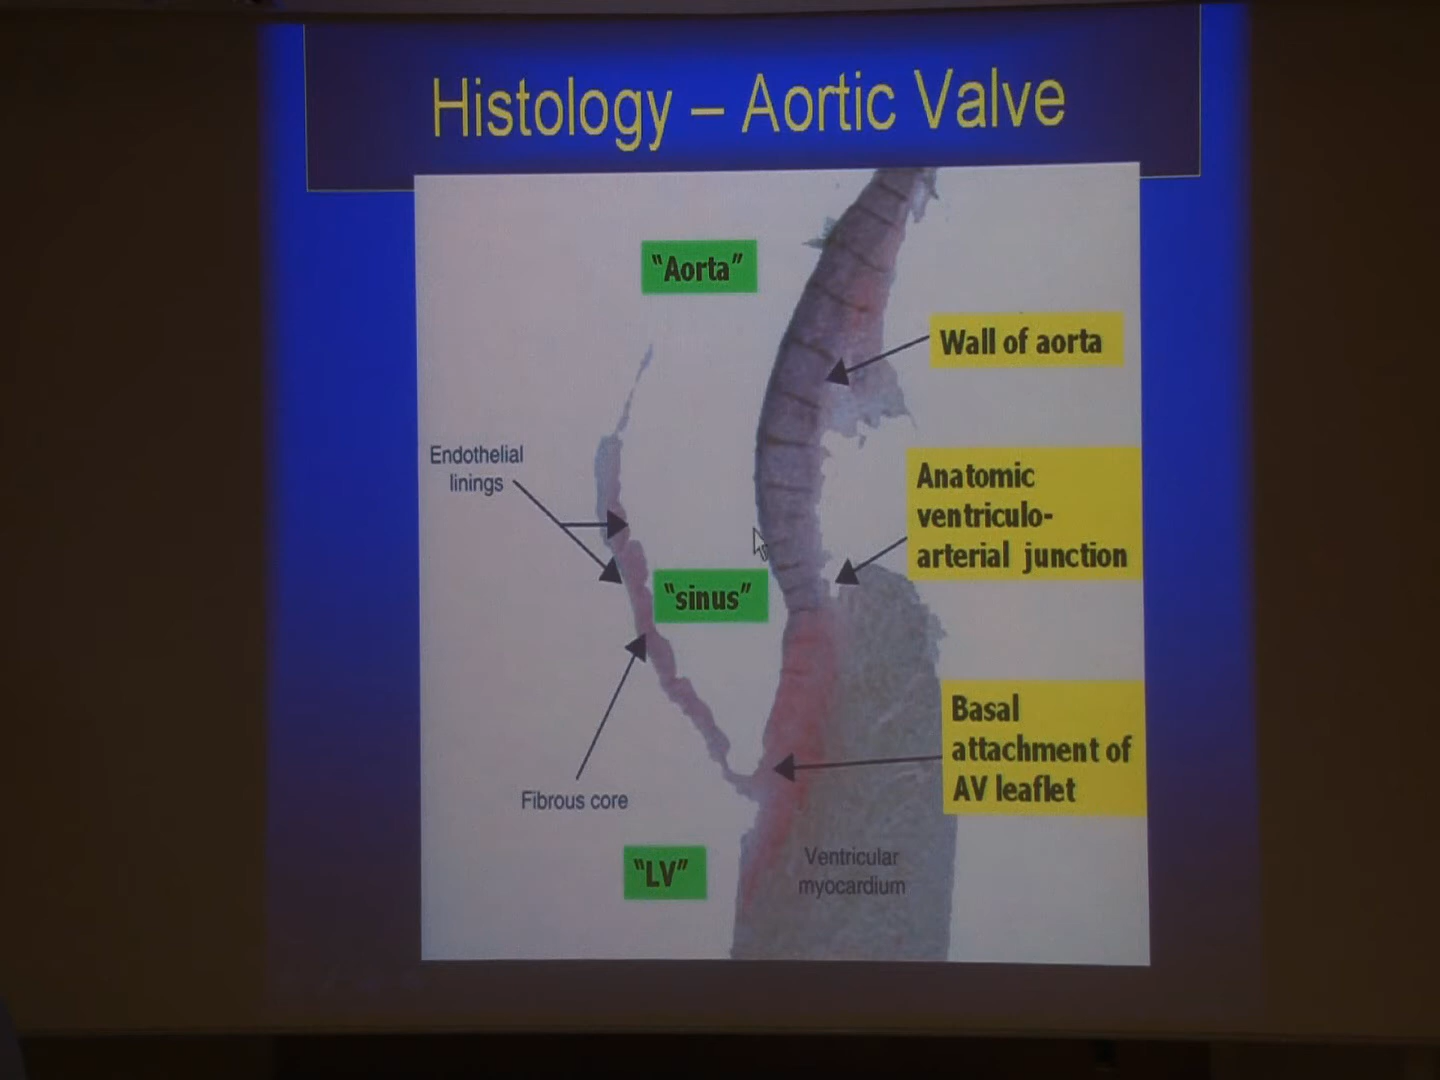 Histology – Aortic Valve
"Aorta"
Wall of aorta
Endothelial
linings
Anatomic
ventriculo-
arterial junction
"sinus"
Basal
attachment of
AV leaflet
Fibrous core
"LV"
Ventricular
myocardium